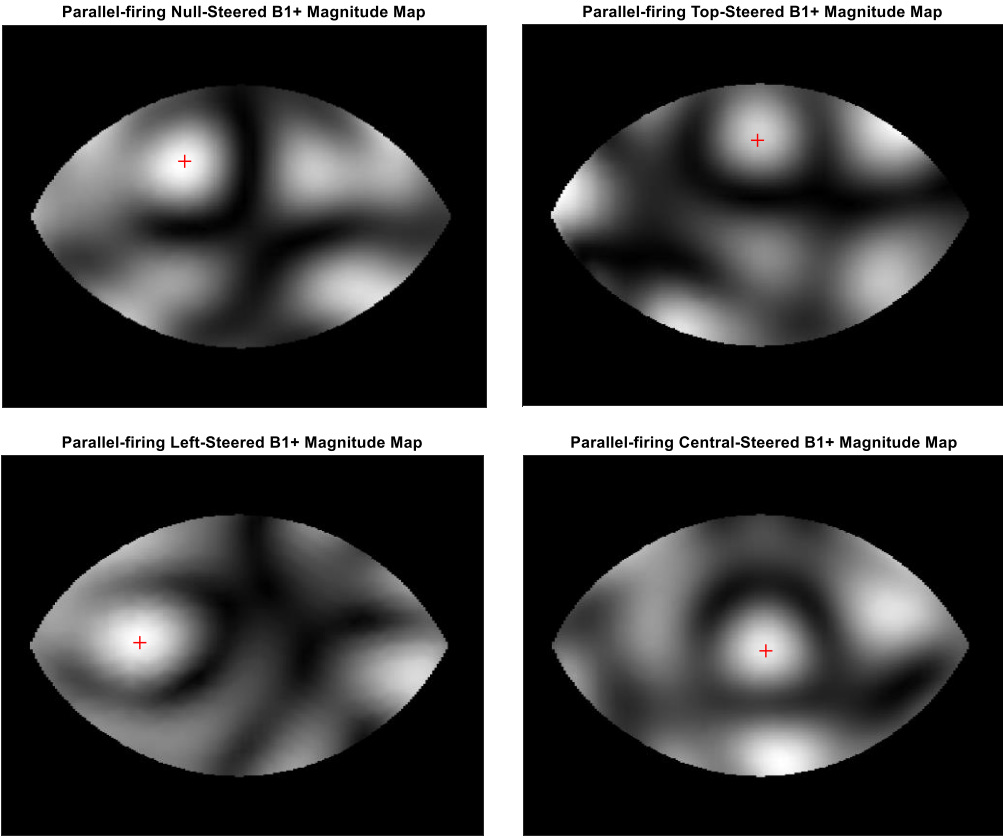 Parallel-firing Null-Steered B1+ Magnitude Map
Parallel-firing Top-Steered B1+ Magnitude Map
Parallel-firing Left-Steered B1+ Magnitude Map
Parallel-firing Central-Steered B1+ Magnitude Map